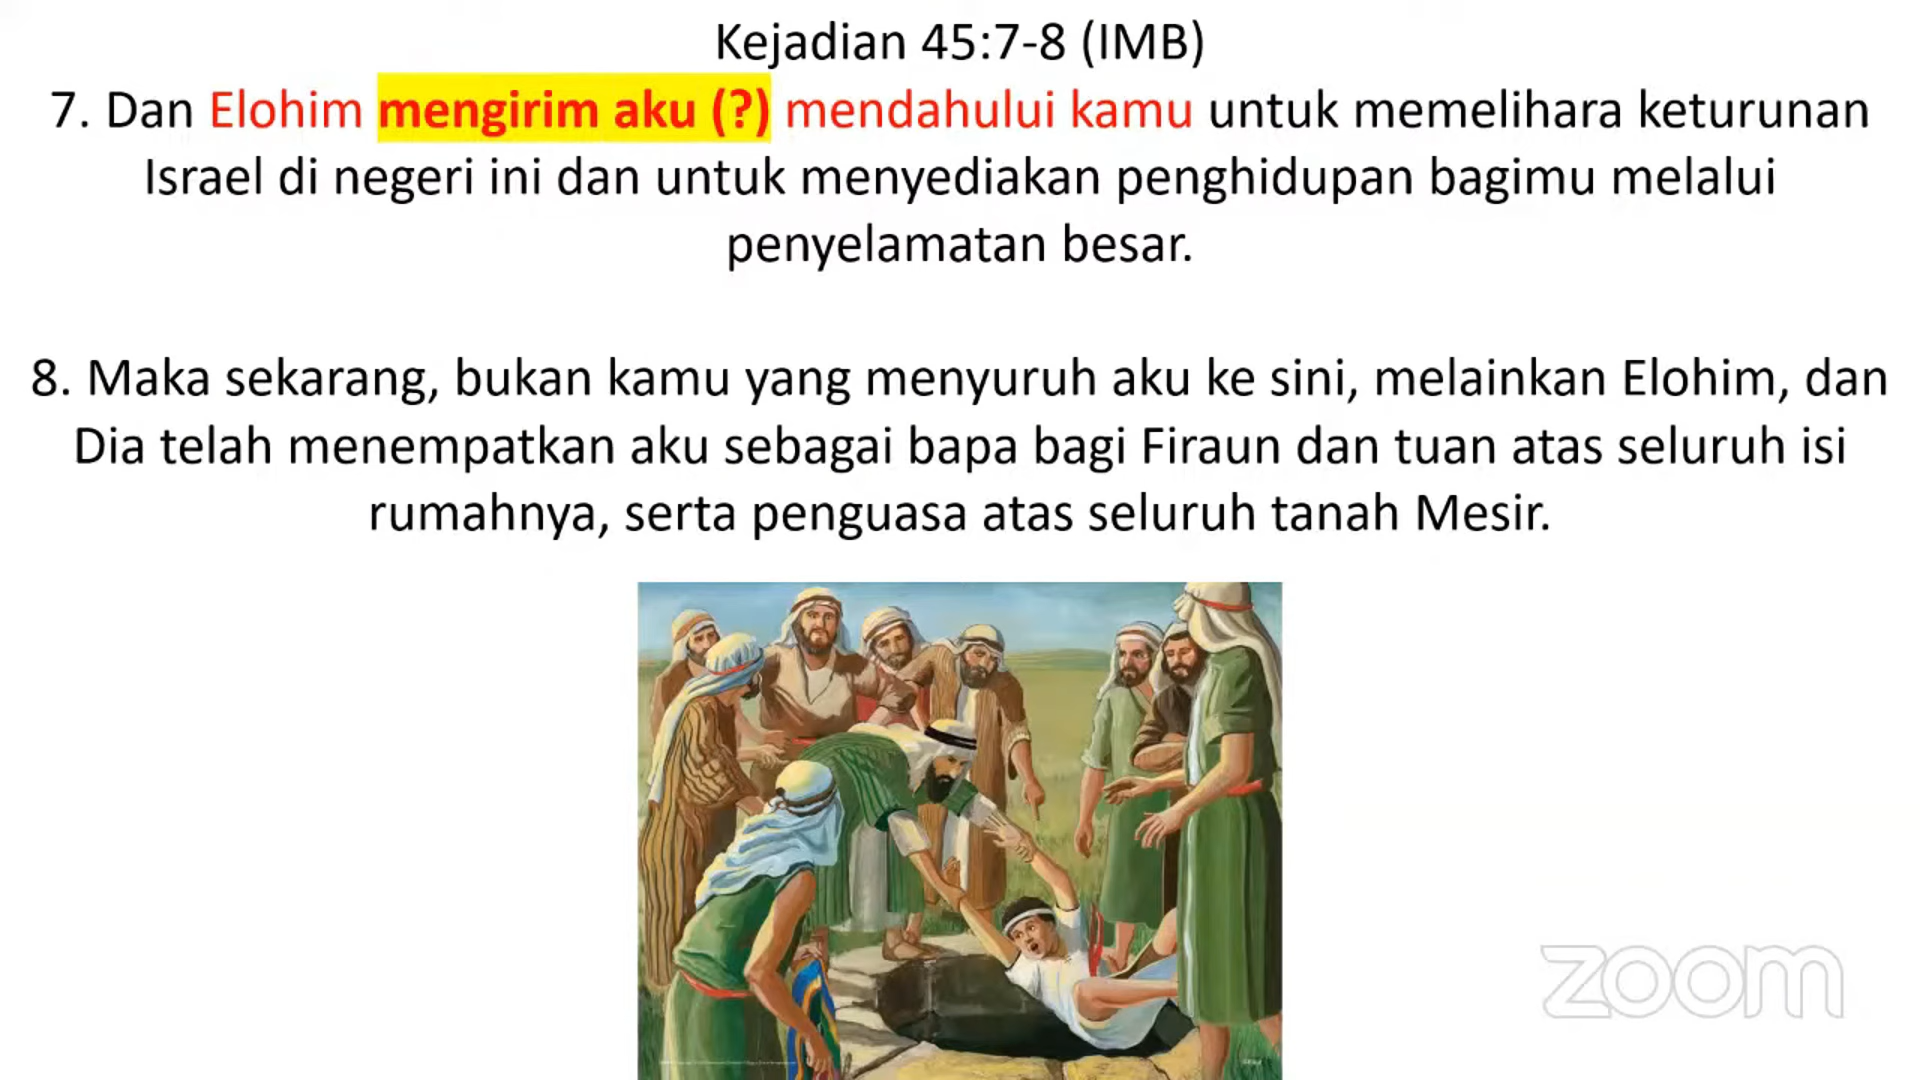 Kejadian 45:7-8 (IMB)
7. Dan Elohim mengirim aku (?) mendahului kamu untuk memelihara keturunan
Israel di negeri ini dan untuk menyediakan penghidupan bagimu melalui
penyelamatan besar.
8. Maka sekarang, bukan kamu yang menyuruh aku ke sini, melainkan Elohim, dan
Dia telah menempatkan aku sebagai bapa bagi Firaun dan tuan atas seluruh isi
rumahnya, serta penguasa atas seluruh tanah Mesir.
zoom